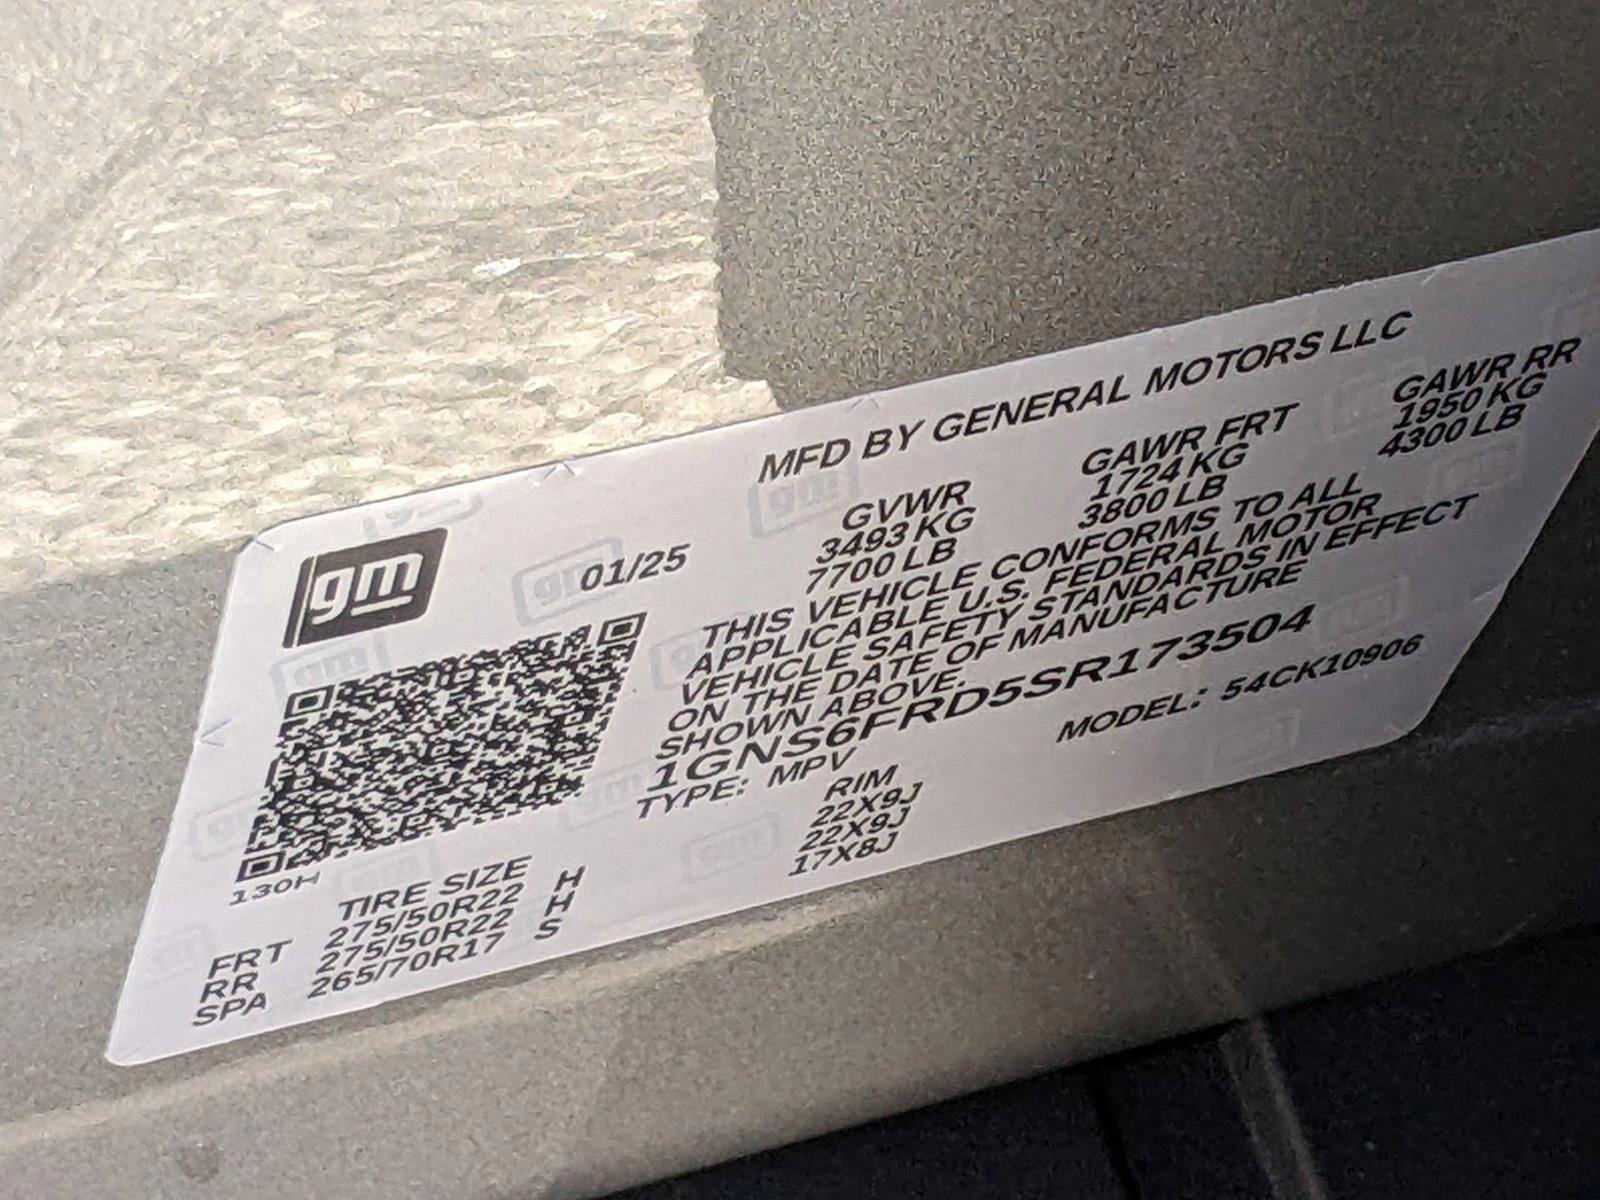 MFD BY GENERAL MOTORS LLC
gm
01/25
GVWR GAWR FRT GAWR RR
3493 KG 1724 KG 1950 KG
7700 LB 3800 LB 4300 LB
THIS VEHICLE CONFORMS TO ALL
APPLICABLE U.S. FEDERAL MOTOR
VEHICLE SAFETY STANDARDS IN EFFECT
ON THE DATE OF MANUFACTURE
SHOWN ABOVE.
1GNS6FRD5SR173504
TYPE: MPV MODEL: 54CK10906
130H
TIRE SIZE RIM
FRT 275/50R22 H 22X9J
RR 275/50R22 H 22X9J
SPA 265/70R17 S 17X8J